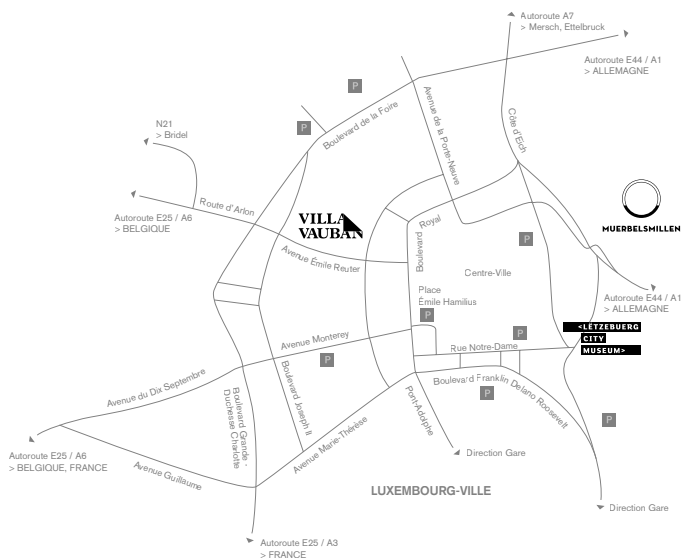 Autoroute A7
> Mersch, Ettelbruck
Autoroute E44 / A1
> ALLEMAGNE
P
P
N21
> Bridel
Boulevard de la Foire
Avenue de la Porte-Neuve
Côte d'Eich
Route d'Arlon
Autoroute E25 / A6
> BELGIQUE
VILLA
VAUBAN
Royal
Boulevard
MUERBELSMILLEN
P
Avenue Émile Reuter
Centre-Ville
Place
Émile Hamilius
P
Autoroute E44 / A1
> ALLEMAGNE
<LËTZEBUERG
CITY
MUSEUM>
P
Avenue Monterey
Rue Notre-Dame
P
Boulevard Joseph II
Avenue du Dix Septembre
Boulevard Grande -
Duchesse Charlotte
Boulevard Franklin Delano Roosevelt
P
Pont-Adolphe
P
Avenue Marie-Thérèse
Autoroute E25 / A6
> BELGIQUE, FRANCE
Avenue Guillaume
Direction Gare
LUXEMBOURG-VILLE
Direction Gare
Autoroute E25 / A3
> FRANCE